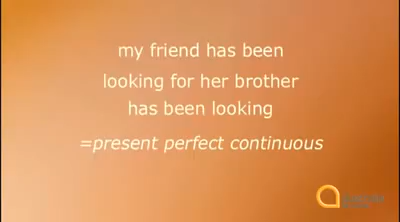 my friend has been
looking for her brother
has been looking
=present perfect continuous